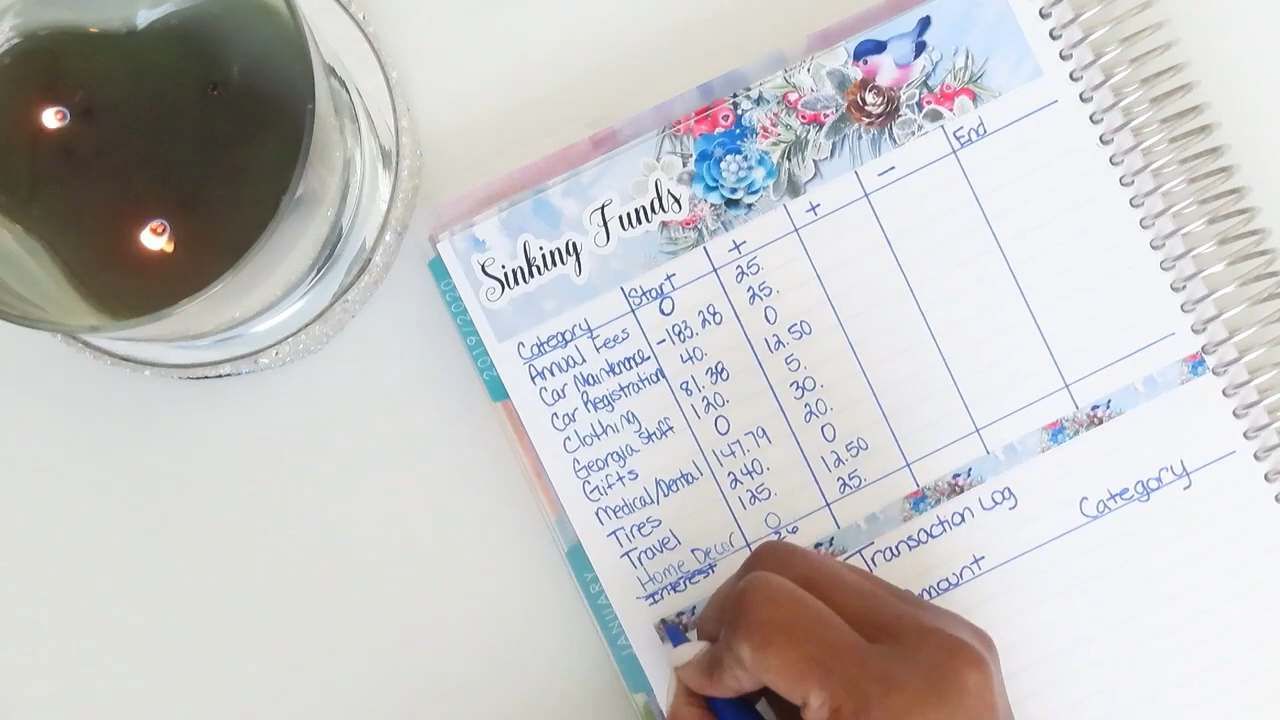 Sinking Funds
Category Start + + - End
Annual Fees 0 25.
Car Maintenance -183.28 25.
Car Registration 40. 0
Clothing 81.38 12.50
Georgia Stuff 120. 5.
Gifts 0 30.
Medical/Dental 147.79 20.
Tires 240. 0
Travel 125. 12.50
Home Decor 0 25.
Interest
Transaction Log
mount Category
2019/2020
JANUARY